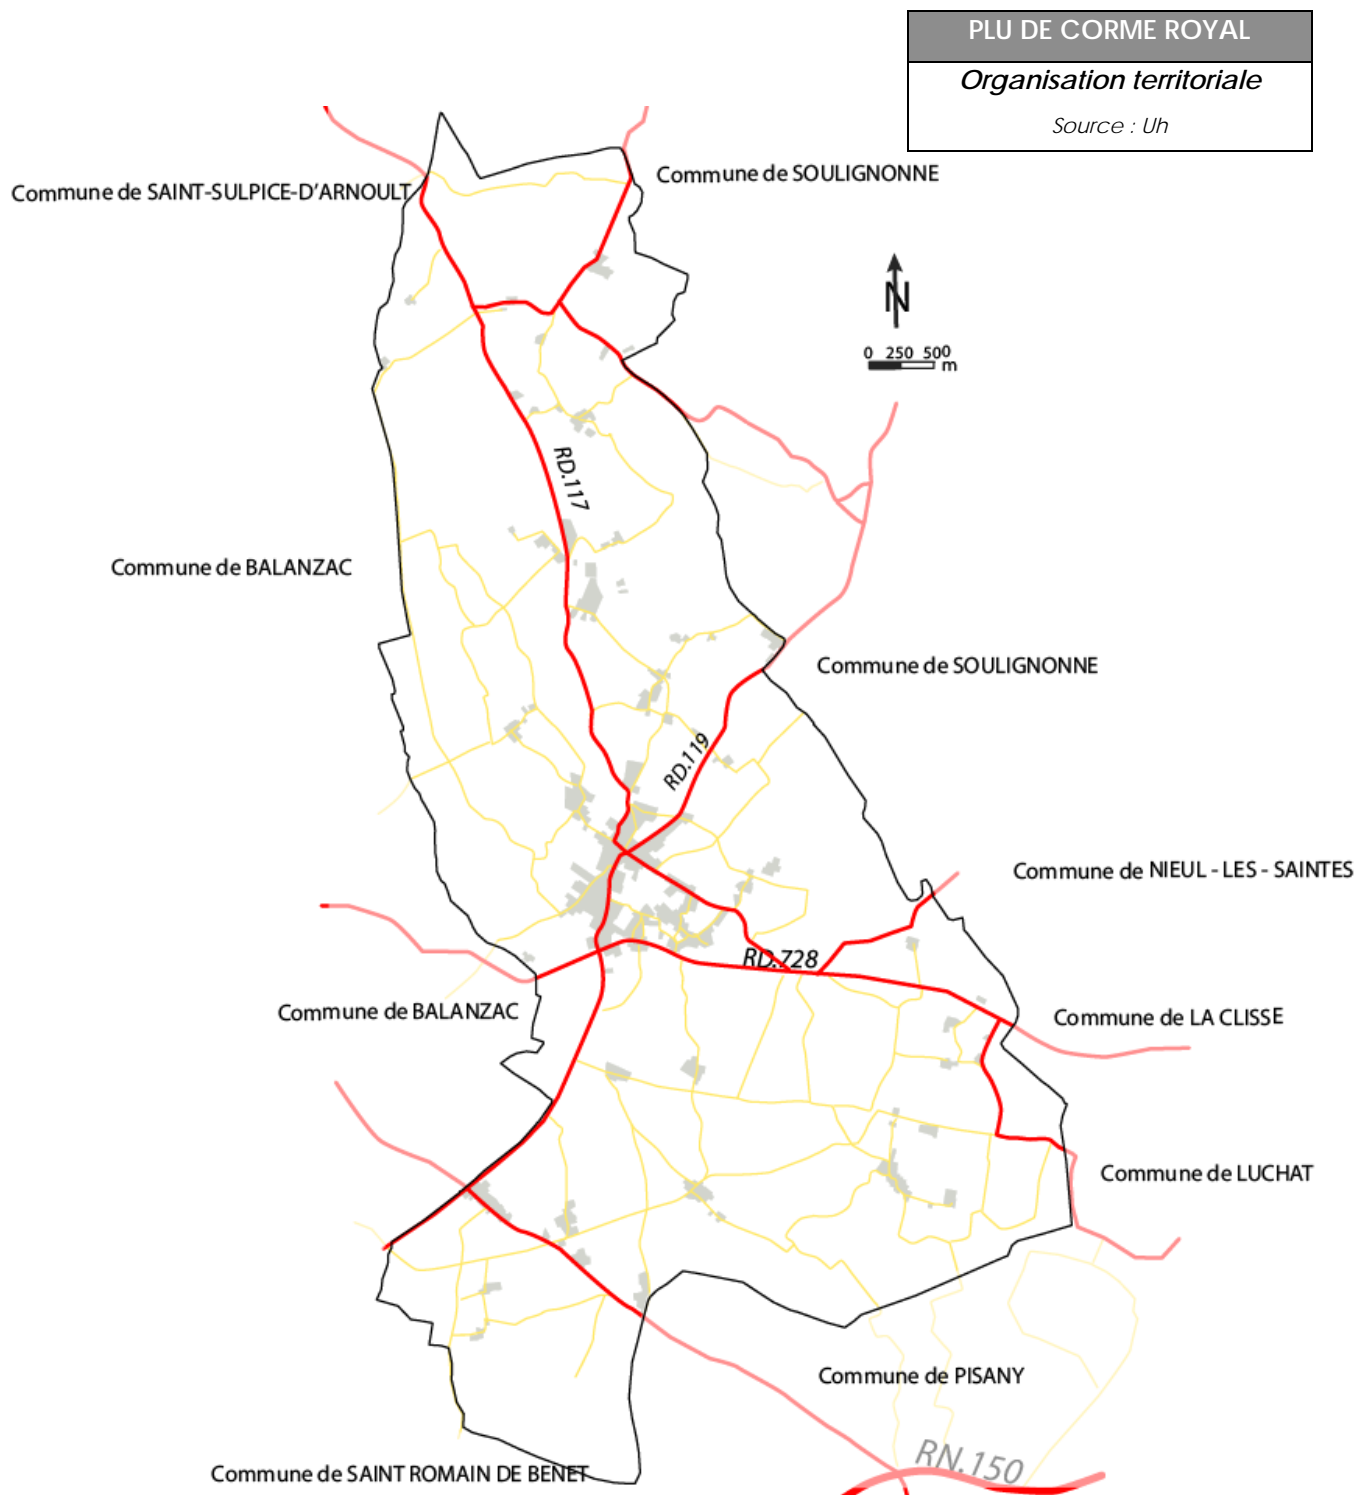 PLU DE CORME ROYAL
Organisation territoriale
Source : Uh
Commune de SOULIGNONNE
Commune de SAINT-SULPICE-D'ARNOULT
N
0 250 500
m
RD.117
Commune de BALANZAC
Commune de SOULIGNONNE
RD.119
Commune de NIEUL - LES - SAINTES
RD.728
Commune de BALANZAC
Commune de LA CLISSE
Commune de LUCHAT
Commune de PISANY
RN.150
Commune de SAINT ROMAIN DE BENET